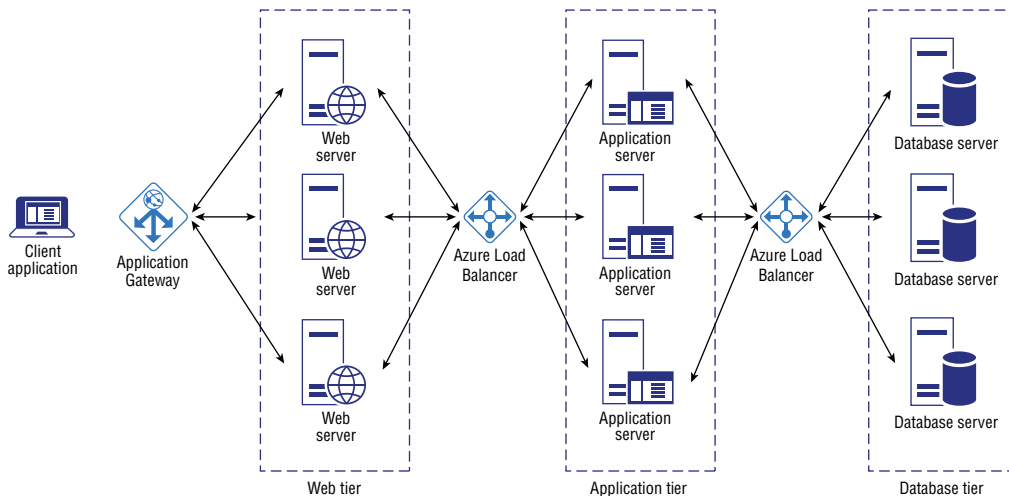 Client
application
Application
Gateway
Web
server
Web
server
Web
server
Web tier
Azure Load
Balancer
Application
server
Application
server
Application
server
Application tier
Azure Load
Balancer
Database server
Database server
Database server
Database tier